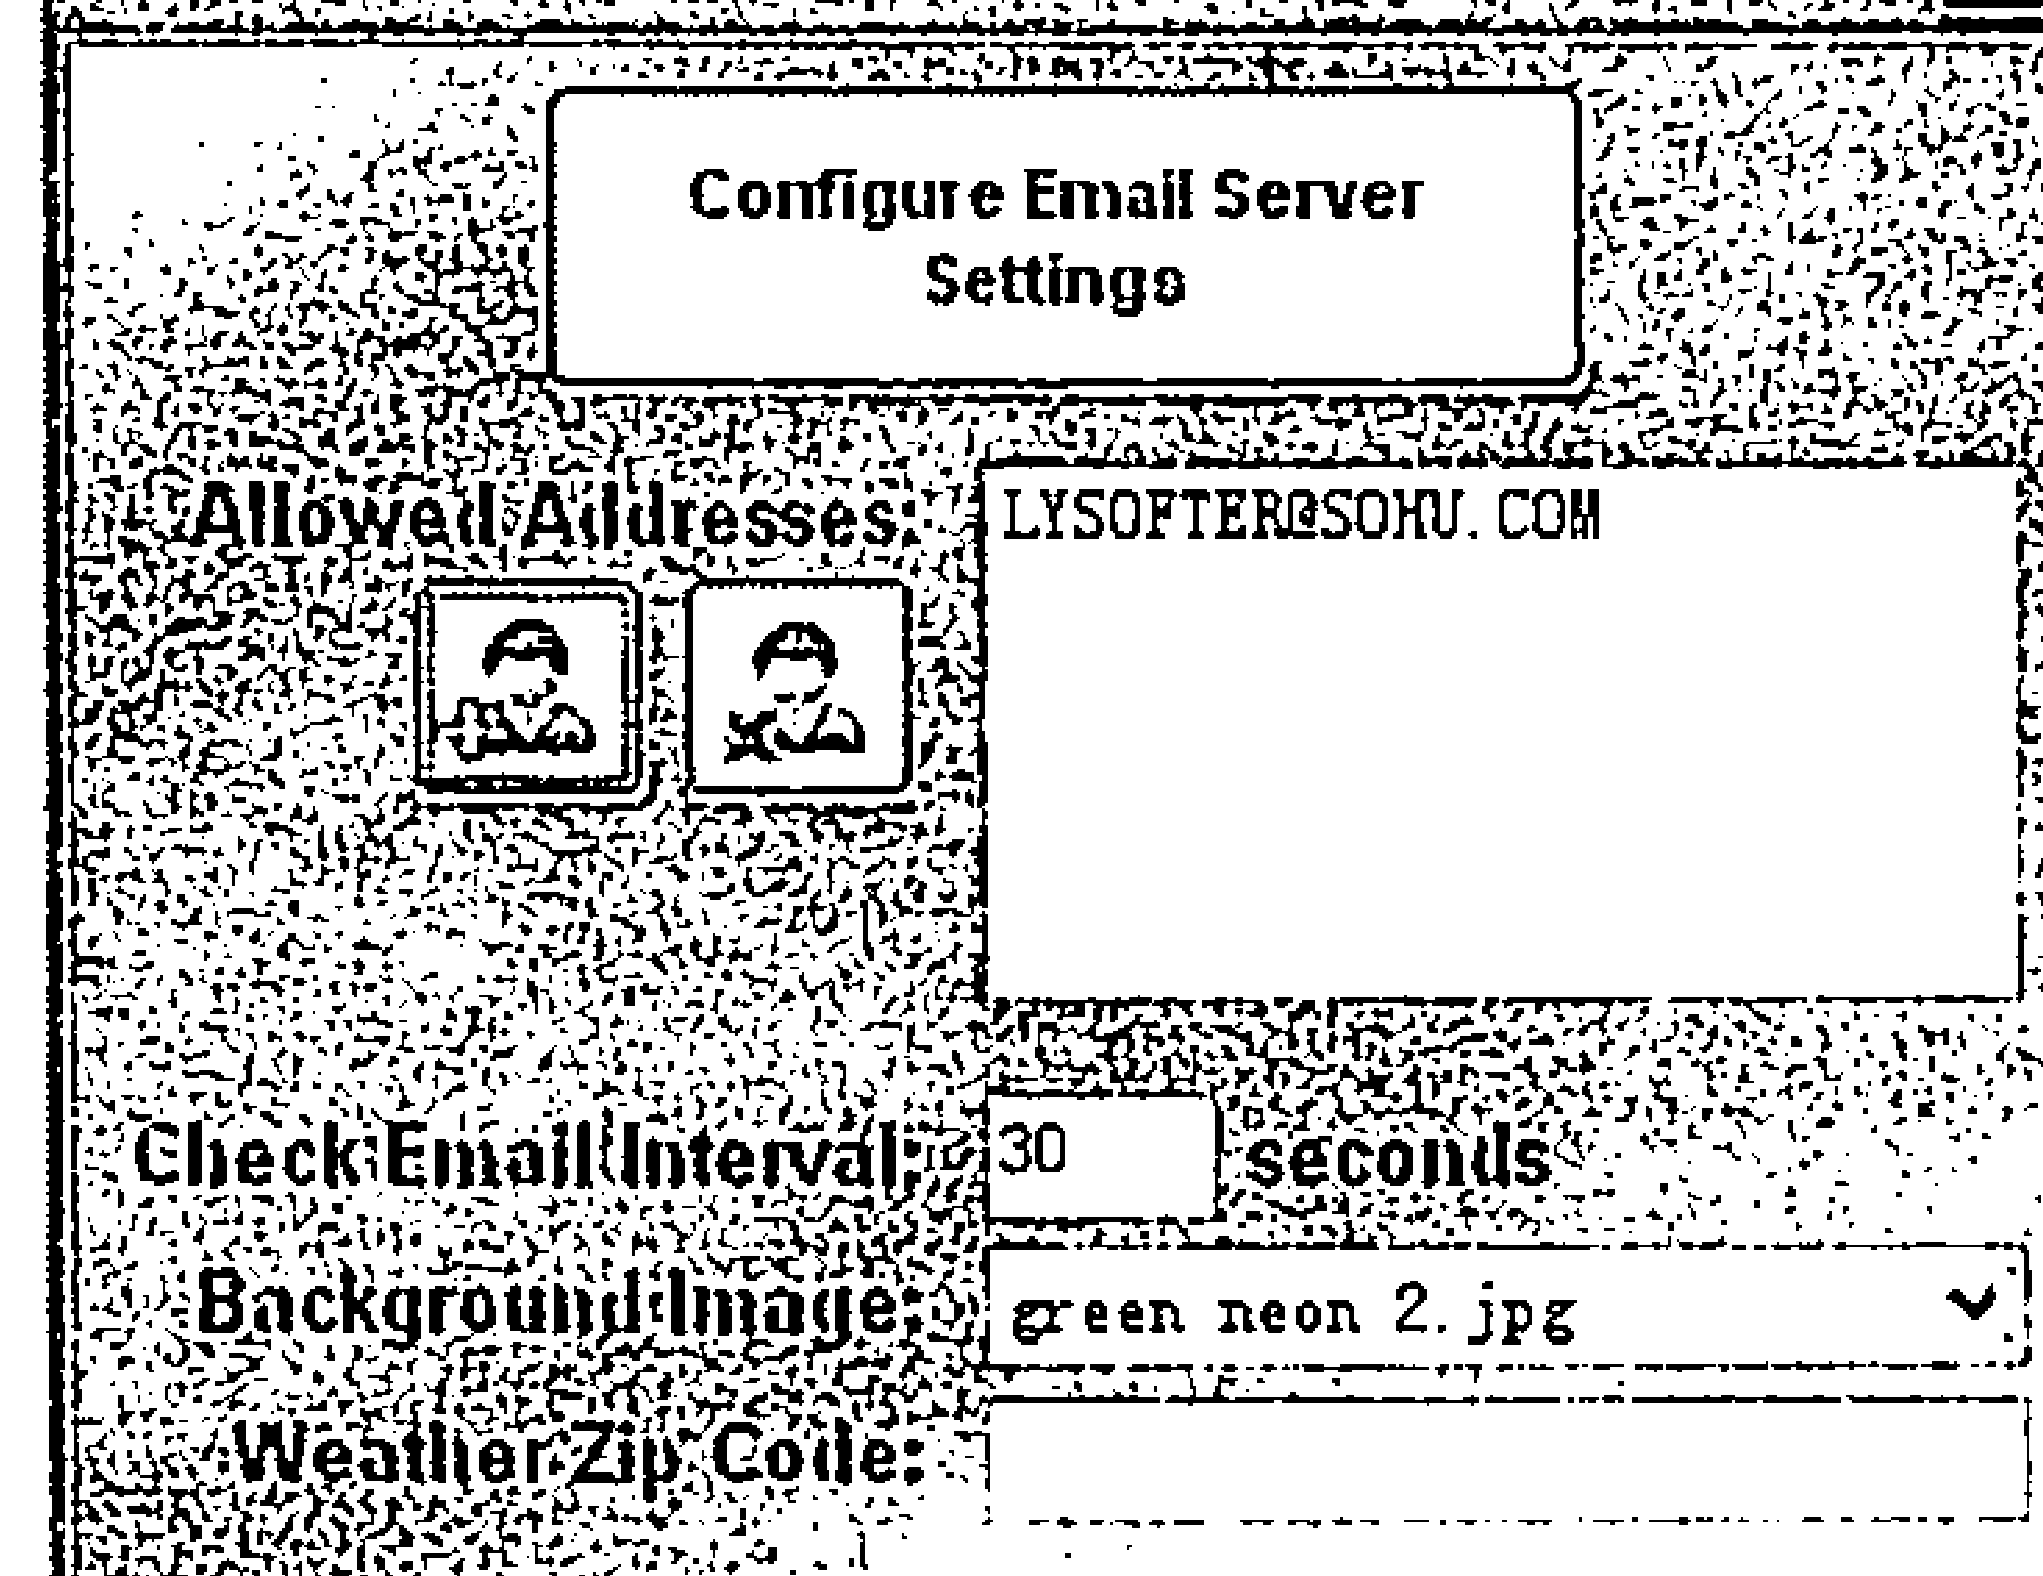 Configure Email Server
Settings
Allowed Addresses:
LYSOFTER@SOHU.COM
Check Email Interval:
30
seconds
Background Image:
green neon 2.jpg
Weather Zip Code: